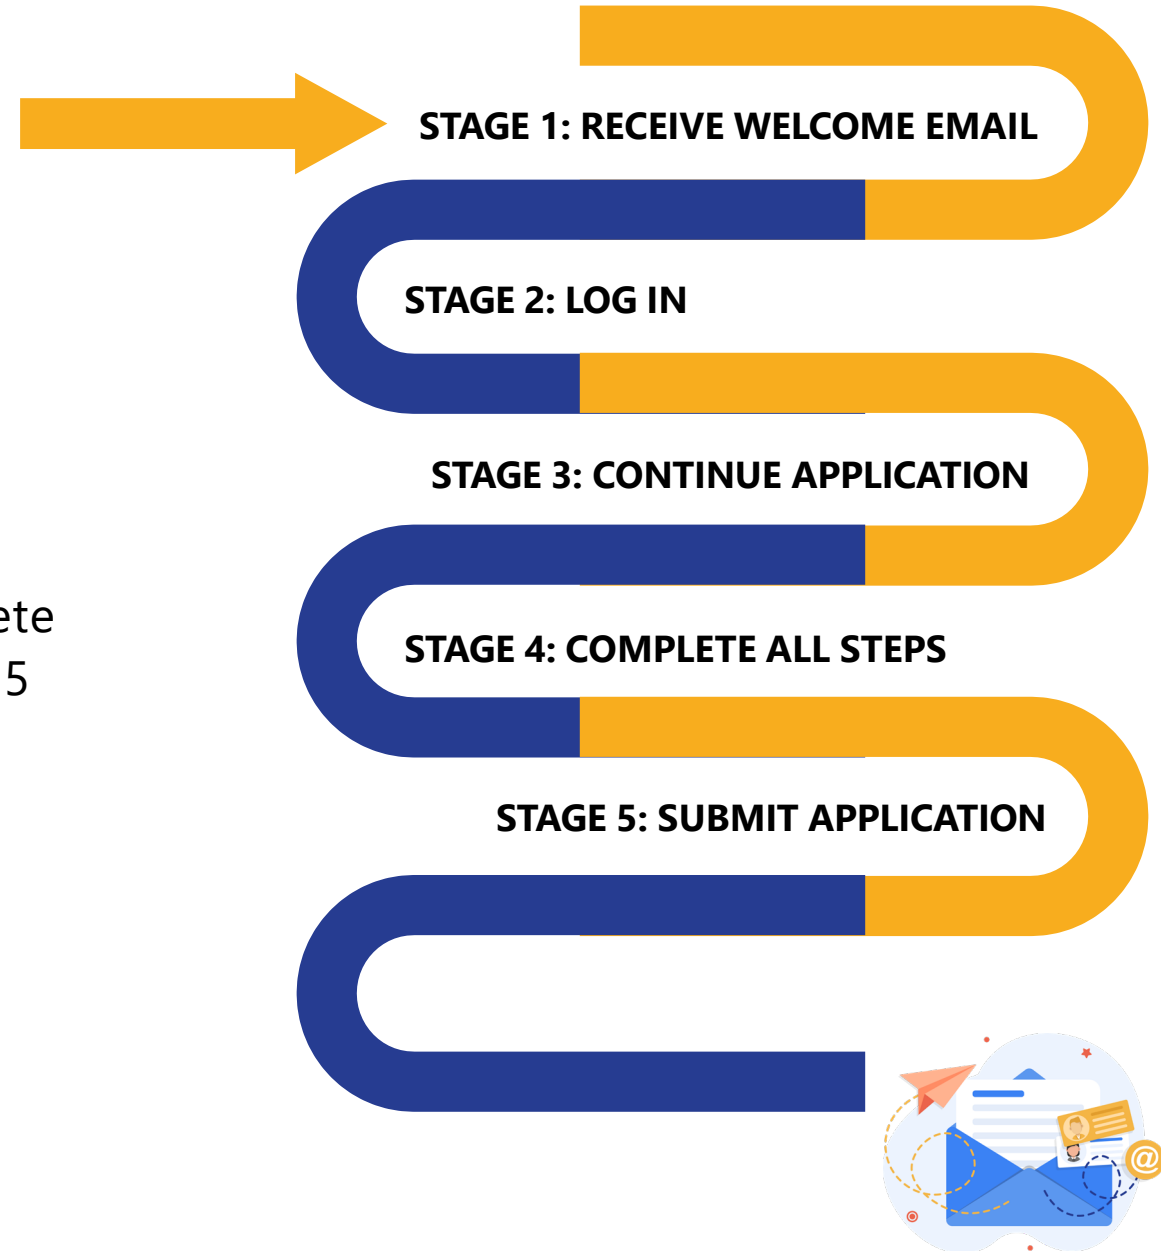 STAGE 1: RECEIVE WELCOME EMAIL
STAGE 2: LOG IN
STAGE 3: CONTINUE APPLICATION
ete
5
STAGE 4: COMPLETE ALL STEPS
STAGE 5: SUBMIT APPLICATION
@